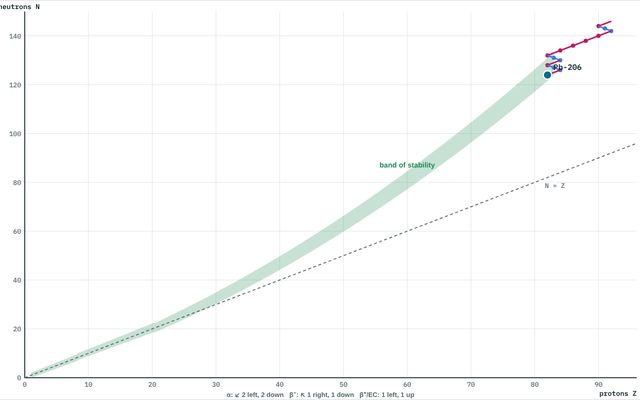 neutrons N
140
120
100
80
60
40
20
0
Pb-206
band of stability
N = Z
0 10 20 30 40 50 60 70 80 90
protons Z
α: ↙ 2 left, 2 down β⁻: ↖ 1 right, 1 down β⁺/EC: 1 left, 1 up